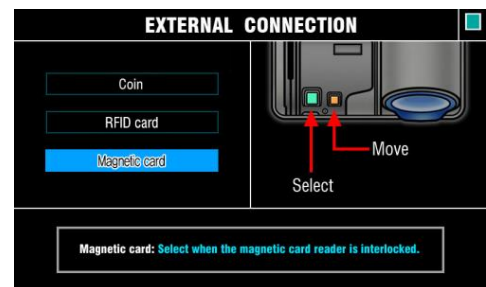 EXTERNAL CONNECTION
Coin
RFID card
Magnetic card
Move
Select
Magnetic card: Select when the magnetic card reader is interlocked.